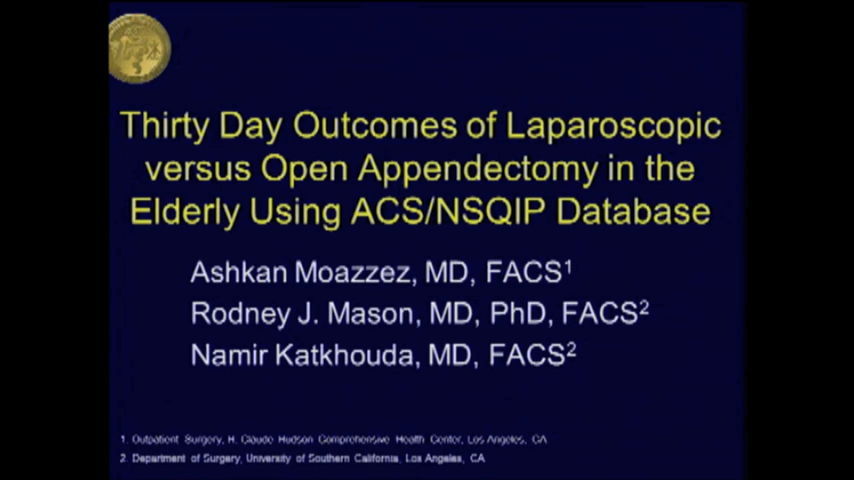 Thirty Day Outcomes of Laparoscopic
versus Open Appendectomy in the
Elderly Using ACS/NSQIP Database
Ashkan Moazzez, MD, FACS¹
Rodney J. Mason, MD, PhD, FACS²
Namir Katkhouda, MD, FACS²
1. Outpatient Surgery, H. Claude Hudson Comprehensive Health Center, Los Angeles, CA
2. Department of Surgery, University of Southern California, Los Angeles, CA